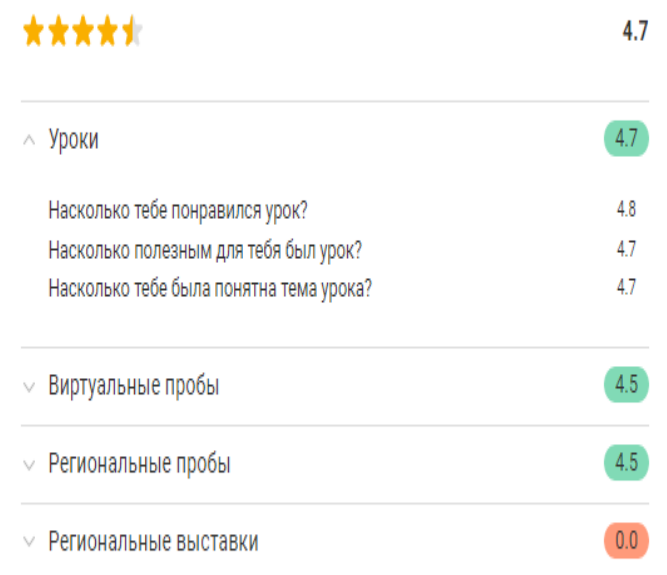 4.7
Уроки 4.7
Насколько тебе понравился урок? 4.8
Насколько полезным для тебя был урок? 4.7
Насколько тебе была понятна тема урока? 4.7
Виртуальные пробы 4.5
Региональные пробы 4.5
Региональные выставки 0.0